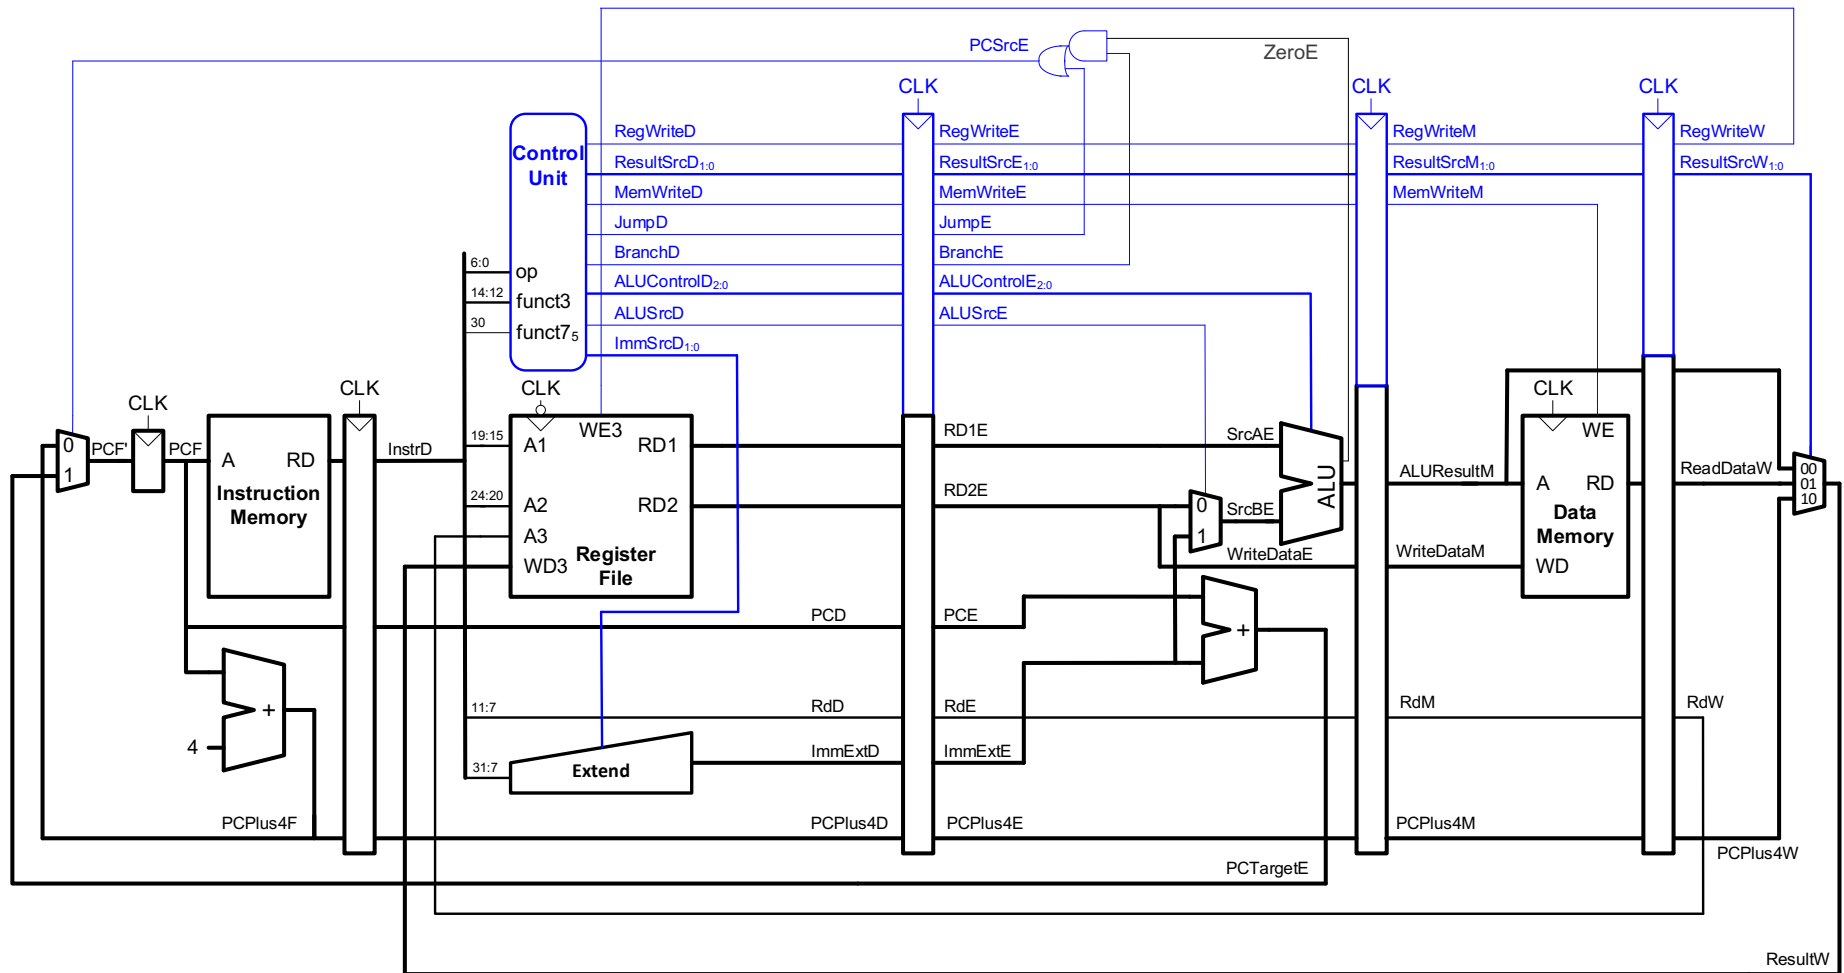 PCSrcE
ZeroE
CLK
CLK
CLK
Control
Unit
op
funct3
funct7₅
6:0
14:12
30
RegWriteD
ResultSrcD₁:₀
MemWriteD
JumpD
BranchD
ALUControlD₂:₀
ALUSrcD
ImmSrcD₁:₀
RegWriteE
ResultSrcE₁:₀
MemWriteE
JumpE
BranchE
ALUControlE₂:₀
ALUSrcE
RegWriteM
ResultSrcM₁:₀
MemWriteM
RegWriteW
ResultSrcW₁:₀
0
1
PCF'
CLK
PCF
A
RD
Instruction
Memory
CLK
InstrD
19:15
24:20
CLK
WE3
A1
RD1
A2
RD2
A3
WD3
Register
File
RD1E
RD2E
0
1
SrcAE
SrcBE
ALU
WriteDataE
ALUResultM
WriteDataM
CLK
WE
A
RD
Data
Memory
WD
ReadDataW
00
01
10
PCD
PCE
+
4
+
11:7
RdD
RdE
RdM
RdW
31:7
Extend
ImmExtD
ImmExtE
PCPlus4F
PCPlus4D
PCPlus4E
PCPlus4M
PCPlus4W
PCTargetE
ResultW